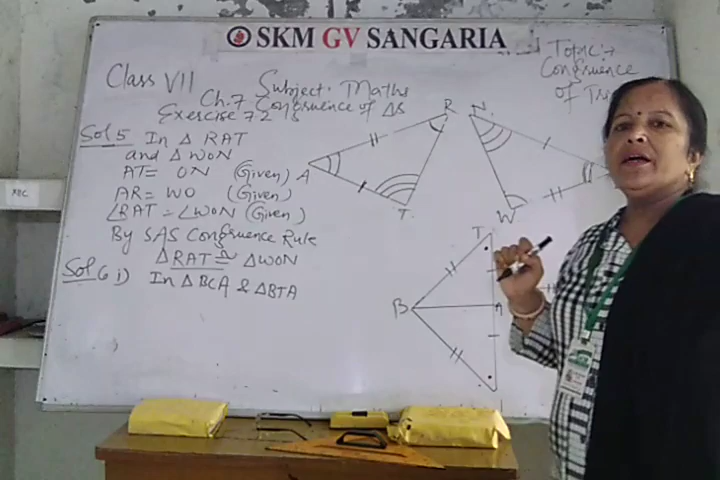 SKM GV SANGARIA
Class VII
Subject: Maths
Topic:→
Congruence
of
Ch.7 Congruence of Δs
Exercise 7.2
Sol 5 In Δ RAT
and Δ WON
AT = ON (Given)
AR = WO (Given)
∠RAT = ∠WON (Given)
By SAS Congruence Rule
ΔRAT ≅ ΔWON
Sol 6 i) In ΔBCA & ΔBTA
R
N
A
T
W
T
B
A